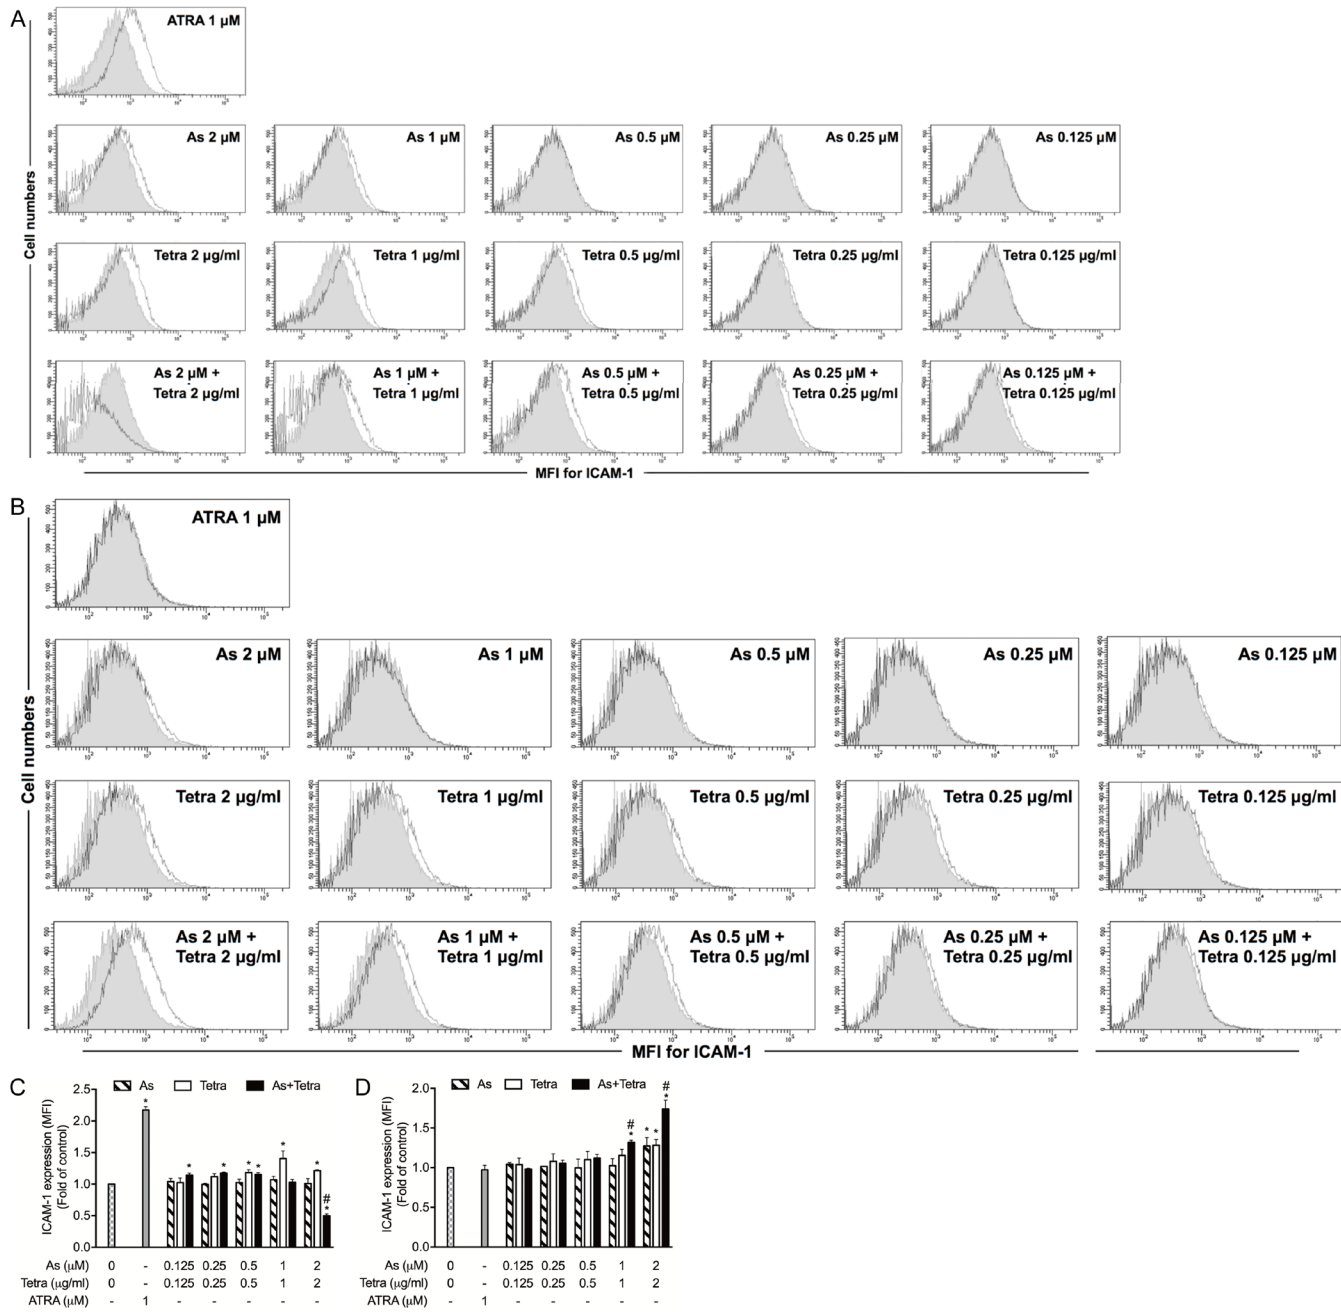 A
ATRA 1 µM
As 2 µM
As 1 µM
As 0.5 µM
As 0.25 µM
As 0.125 µM
Cell numbers
Tetra 2 µg/ml
Tetra 1 µg/ml
Tetra 0.5 µg/ml
Tetra 0.25 µg/ml
Tetra 0.125 µg/ml
As 2 µM +
Tetra 2 µg/ml
As 1 µM +
Tetra 1 µg/ml
As 0.5 µM +
Tetra 0.5 µg/ml
As 0.25 µM +
Tetra 0.25 µg/ml
As 0.125 µM +
Tetra 0.125 µg/ml
MFI for ICAM-1
B
ATRA 1 µM
As 2 µM
As 1 µM
As 0.5 µM
As 0.25 µM
As 0.125 µM
Cell numbers
Tetra 2 µg/ml
Tetra 1 µg/ml
Tetra 0.5 µg/ml
Tetra 0.25 µg/ml
Tetra 0.125 µg/ml
As 2 µM +
Tetra 2 µg/ml
As 1 µM +
Tetra 1 µg/ml
As 0.5 µM +
Tetra 0.5 µg/ml
As 0.25 µM +
Tetra 0.25 µg/ml
As 0.125 µM +
Tetra 0.125 µg/ml
MFI for ICAM-1
C
As Tetra As+Tetra
ICAM-1 expression (MFI)
(Fold of control)
2.5
2.0
1.5
1.0
0.5
0.0
* * * * * * * # *
As (µM) 0 - 0.125 0.25 0.5 1 2
Tetra (µg/ml) 0 - 0.125 0.25 0.5 1 2
ATRA (µM) - 1 - - - - -
D
As Tetra As+Tetra
ICAM-1 expression (MFI)
(Fold of control)
2.0
1.5
1.0
0.5
0.0
# * * * # *
As (µM) 0 - 0.125 0.25 0.5 1 2
Tetra (µg/ml) 0 - 0.125 0.25 0.5 1 2
ATRA (µM) - 1 - - - - -